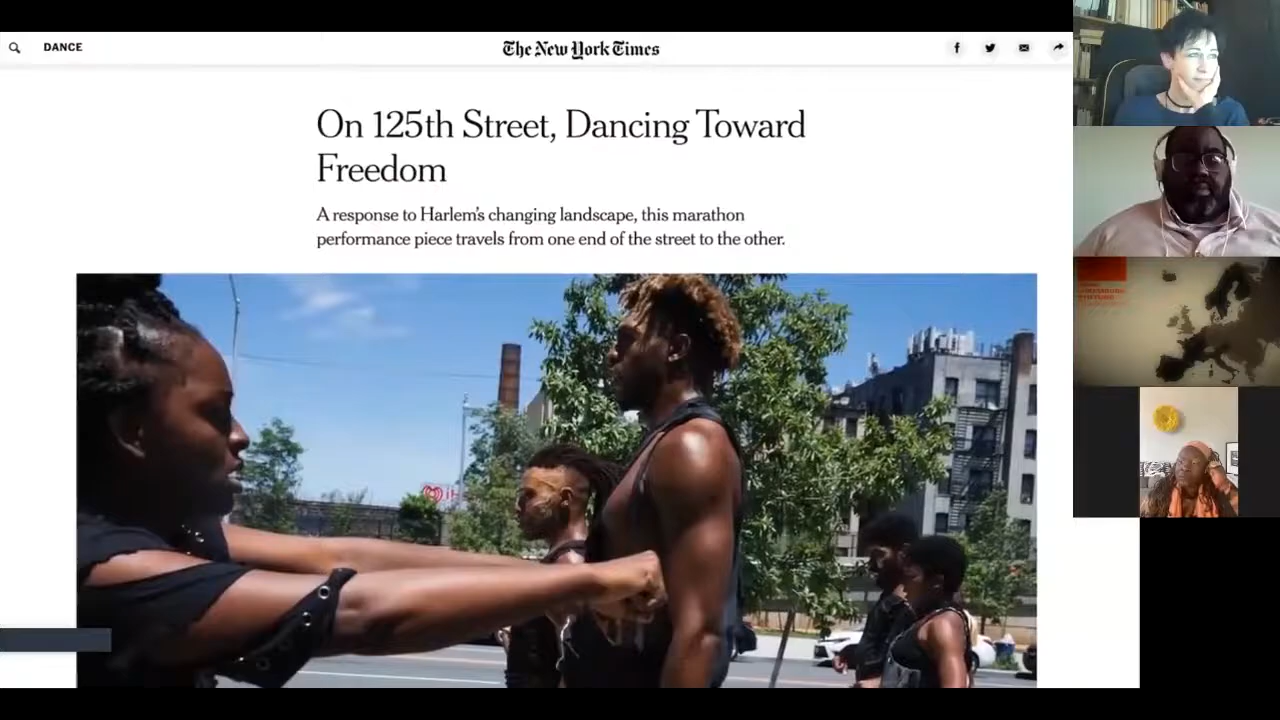 DANCE
The New York Times
On 125th Street, Dancing Toward
Freedom
A response to Harlem's changing landscape, this marathon
performance piece travels from one end of the street to the other.
STIFTUNG